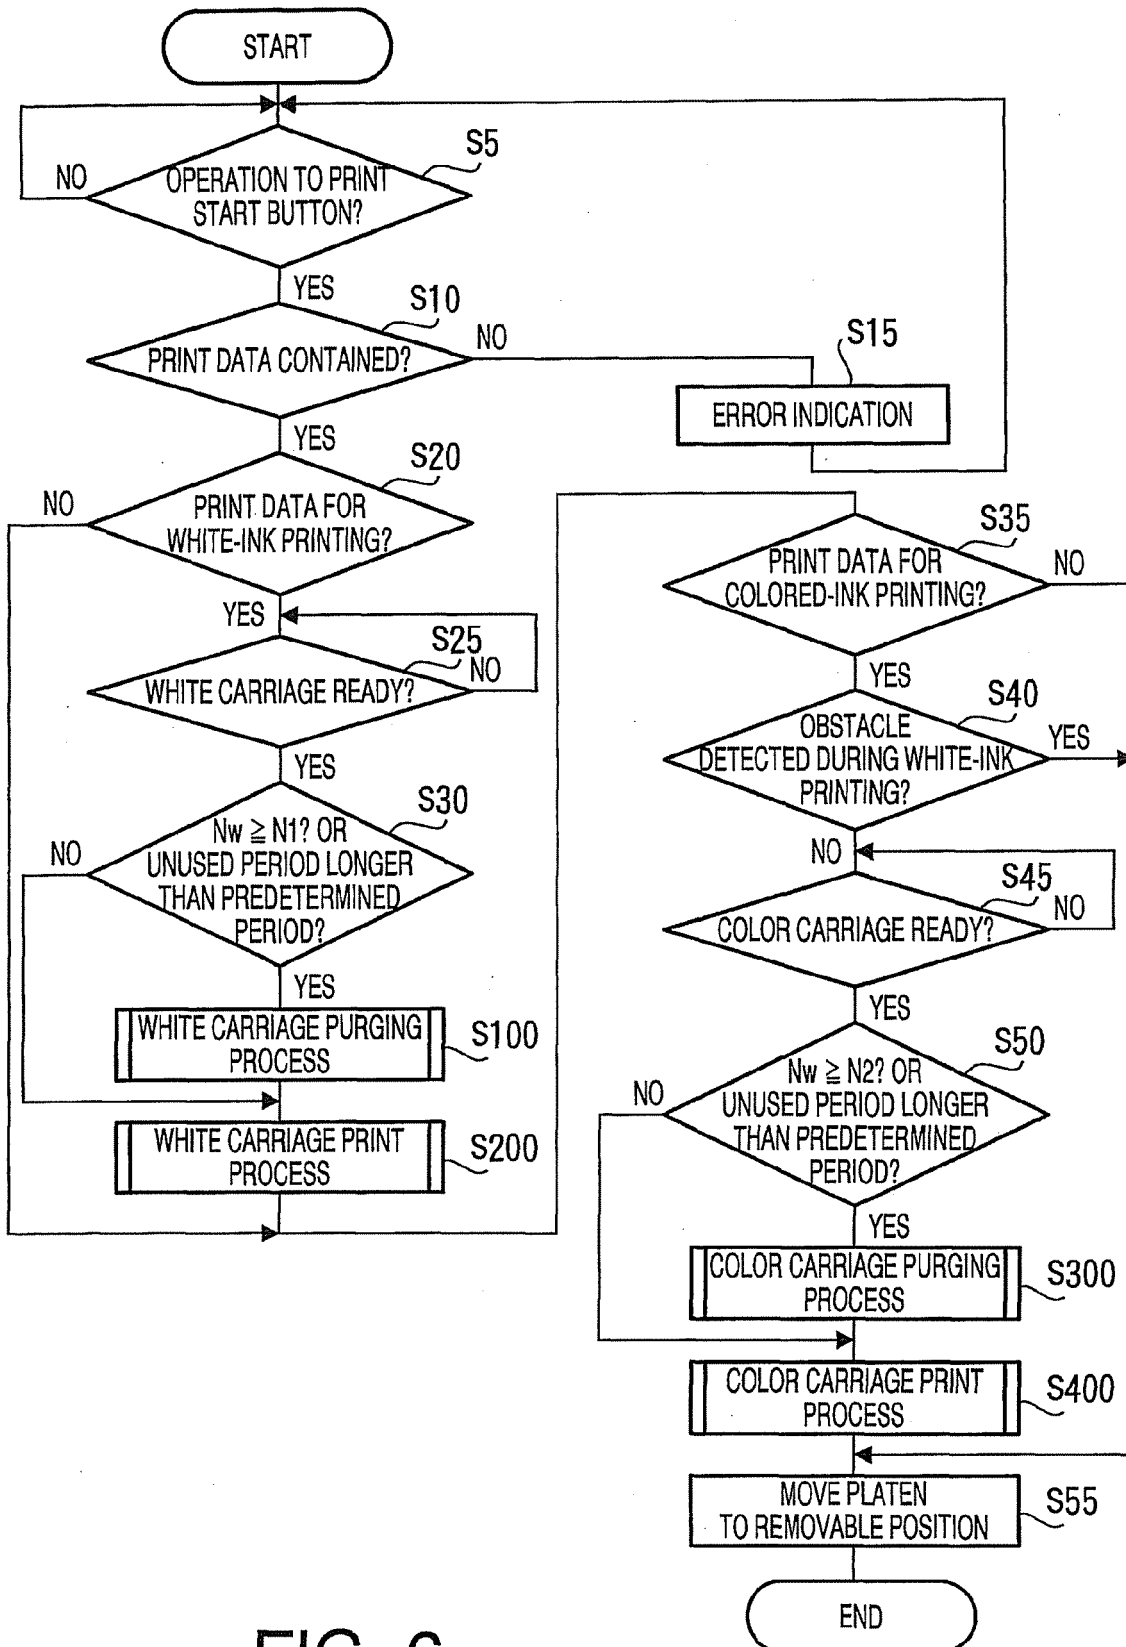 START
S5
NO
OPERATION TO PRINT
START BUTTON?
YES
S10
NO
PRINT DATA CONTAINED?
S15
ERROR INDICATION
YES
S20
NO
PRINT DATA FOR
WHITE-INK PRINTING?
YES
S25
NO
WHITE CARRIAGE READY?
YES
S30
NO
Nw ≧ N1? OR
UNUSED PERIOD LONGER
THAN PREDETERMINED
PERIOD?
YES
WHITE CARRIAGE PURGING
PROCESS
S100
WHITE CARRIAGE PRINT
PROCESS
S200
S35
PRINT DATA FOR
COLORED-INK PRINTING?
NO
YES
S40
OBSTACLE
DETECTED DURING WHITE-INK
PRINTING?
YES
NO
S45
COLOR CARRIAGE READY?
NO
YES
S50
NO
Nw ≧ N2? OR
UNUSED PERIOD LONGER
THAN PREDETERMINED
PERIOD?
YES
COLOR CARRIAGE PURGING
PROCESS
S300
COLOR CARRIAGE PRINT
PROCESS
S400
MOVE PLATEN
TO REMOVABLE POSITION
S55
END